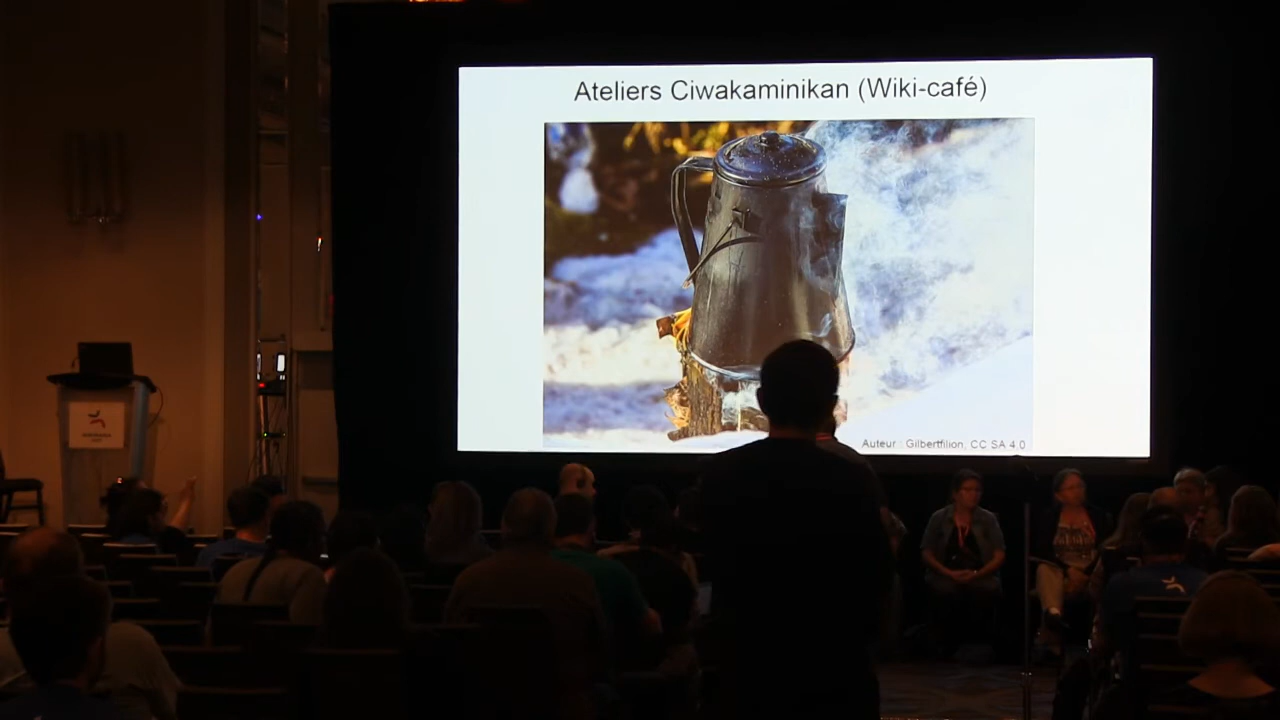 Ateliers Ciwakaminikan (Wiki-café)
Auteur : Gilbertfilion, CC SA 4.0